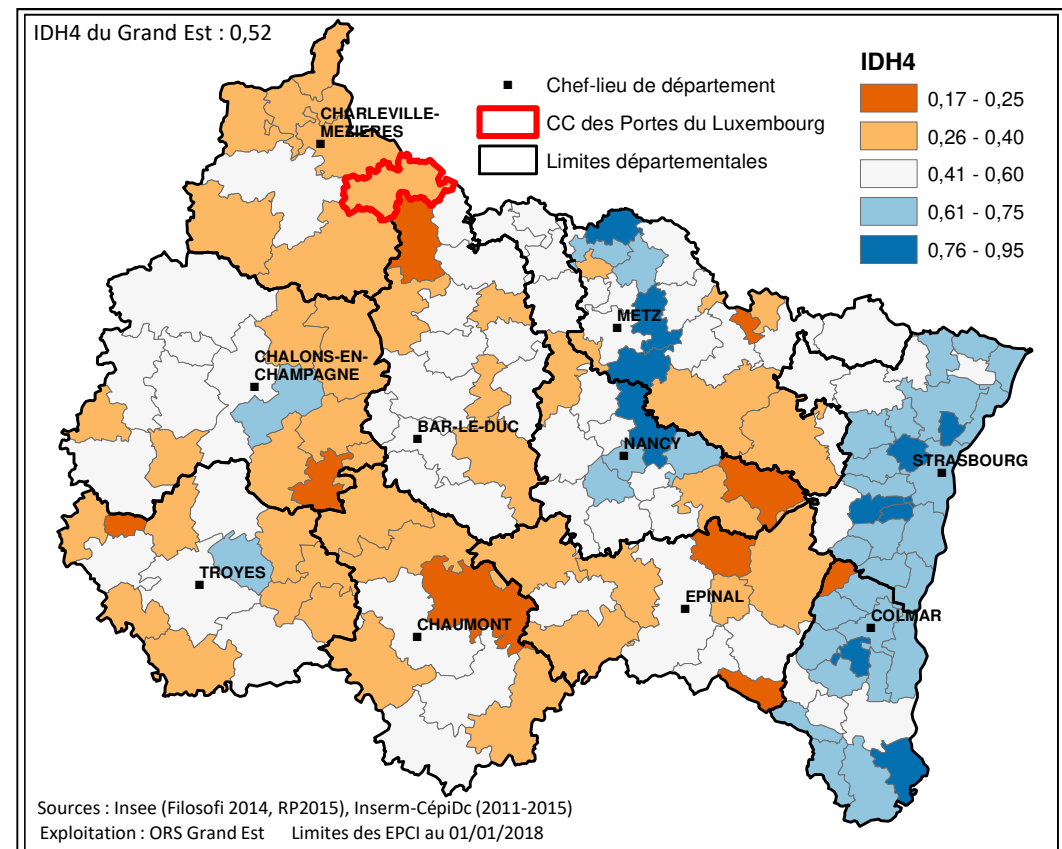 IDH4 du Grand Est : 0,52
IDH4
Chef-lieu de département
CC des Portes du Luxembourg
Limites départementales
0,17 - 0,25
0,26 - 0,40
0,41 - 0,60
0,61 - 0,75
0,76 - 0,95
CHARLEVILLE-
MEZIERES
METZ
CHALONS-EN-
CHAMPAGNE
BAR-LE-DUC
NANCY
STRASBOURG
TROYES
EPINAL
CHAUMONT
COLMAR
Sources : Insee (Filosofi 2014, RP2015), Inserm-CépiDc (2011-2015)
Exploitation : ORS Grand Est Limites des EPCI au 01/01/2018